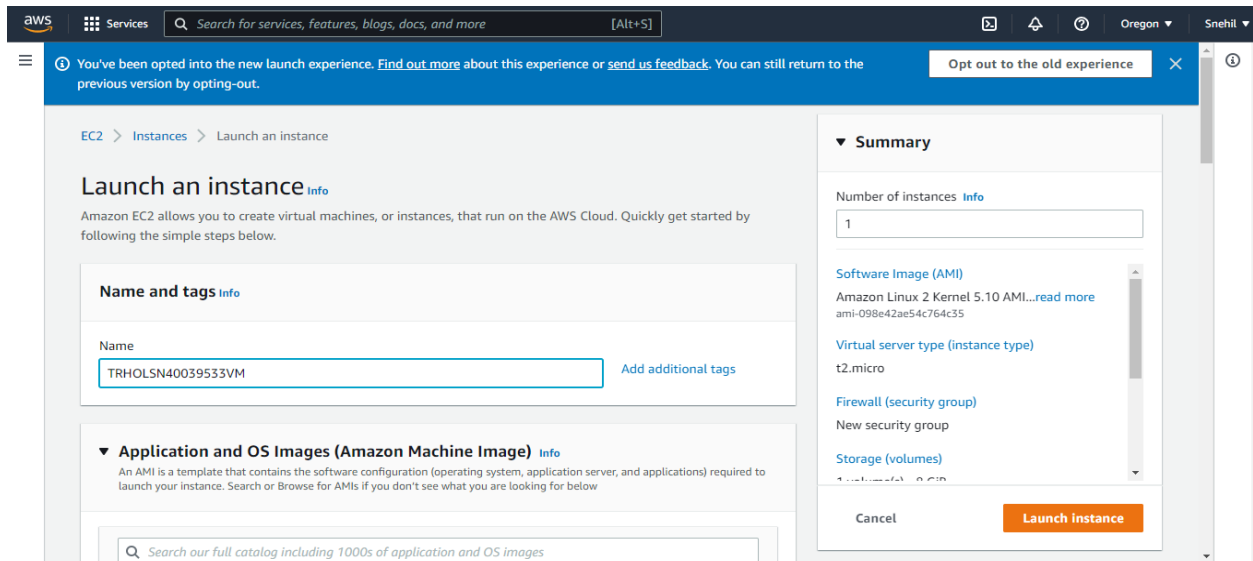 aws
Services
Search for services, features, blogs, docs, and more [Alt+S]
Oregon ▼
Snehil ▼
You've been opted into the new launch experience. Find out more about this experience or send us feedback. You can still return to the
previous version by opting-out.
Opt out to the old experience
EC2 > Instances > Launch an instance
Launch an instance Info
Amazon EC2 allows you to create virtual machines, or instances, that run on the AWS Cloud. Quickly get started by
following the simple steps below.
Name and tags Info
Name
TRHOLSN40039533VM
Add additional tags
▼ Application and OS Images (Amazon Machine Image) Info
An AMI is a template that contains the software configuration (operating system, application server, and applications) required to
launch your instance. Search or Browse for AMIs if you don't see what you are looking for below
Search our full catalog including 1000s of application and OS images
▼ Summary
Number of instances Info
1
Software Image (AMI)
Amazon Linux 2 Kernel 5.10 AMI...read more
ami-098e42ae54c764c35
Virtual server type (instance type)
t2.micro
Firewall (security group)
New security group
Storage (volumes)
1 volume(s) - 8 GiB
Cancel
Launch instance